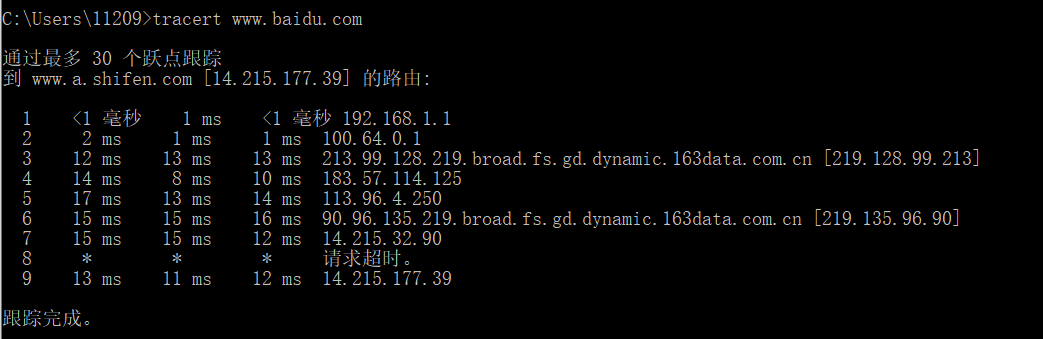 C:\Users\11209>tracert www.baidu.com
通过最多 30 个跃点跟踪
到 www.a.shifen.com [14.215.177.39] 的路由:
1 <1 毫秒 1 ms <1 毫秒 192.168.1.1
2 2 ms 1 ms 1 ms 100.64.0.1
3 12 ms 13 ms 13 ms 213.99.128.219.broad.fs.gd.dynamic.163data.com.cn [219.128.99.213]
4 14 ms 8 ms 10 ms 183.57.114.125
5 17 ms 13 ms 14 ms 113.96.4.250
6 15 ms 15 ms 16 ms 90.96.135.219.broad.fs.gd.dynamic.163data.com.cn [219.135.96.90]
7 15 ms 15 ms 12 ms 14.215.32.90
8 * * * 请求超时。
9 13 ms 11 ms 12 ms 14.215.177.39
跟踪完成。